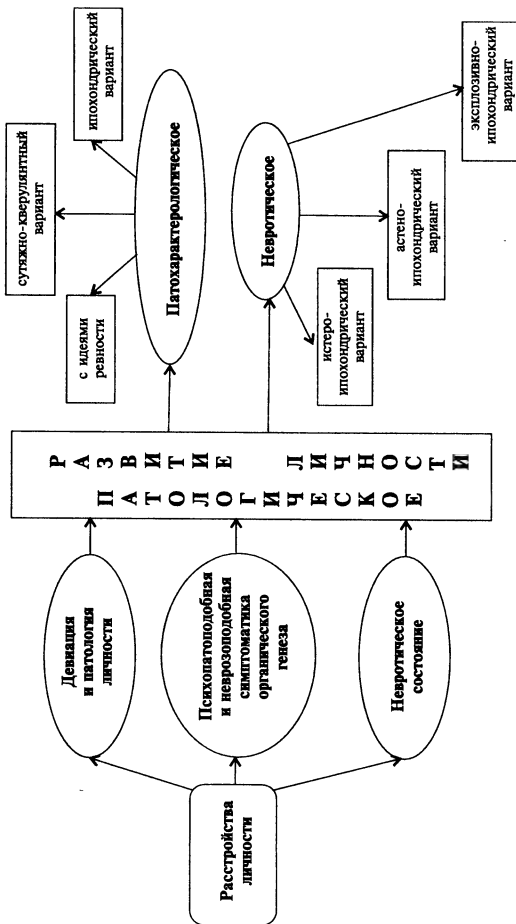 Расстройства
личности
Девиация
и патология
личности
Психопатоподобная
и неврозоподобная
симптоматика
органического
генеза
Невротическое
состояние
ПАТОЛОГИЧЕСКОЕ
РАЗВИТИЕ ЛИЧНОСТИ
Патохарактерологическое
с идеями
ревности
сутяжно-кверулянтный
вариант
ипохондрический
вариант
Невротическое
истеро-
ипохондрический
вариант
астено-
ипохондрический
вариант
эксплозивно-
ипохондрический
вариант